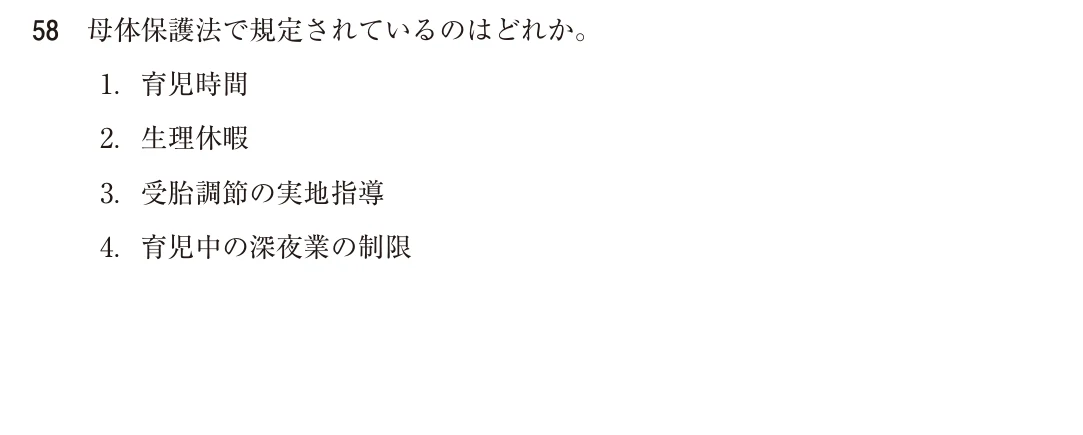 58 母体保護法で規定されているのはどれか。
1. 育児時間
2. 生理休暇
3. 受胎調節の実地指導
4. 育児中の深夜業の制限